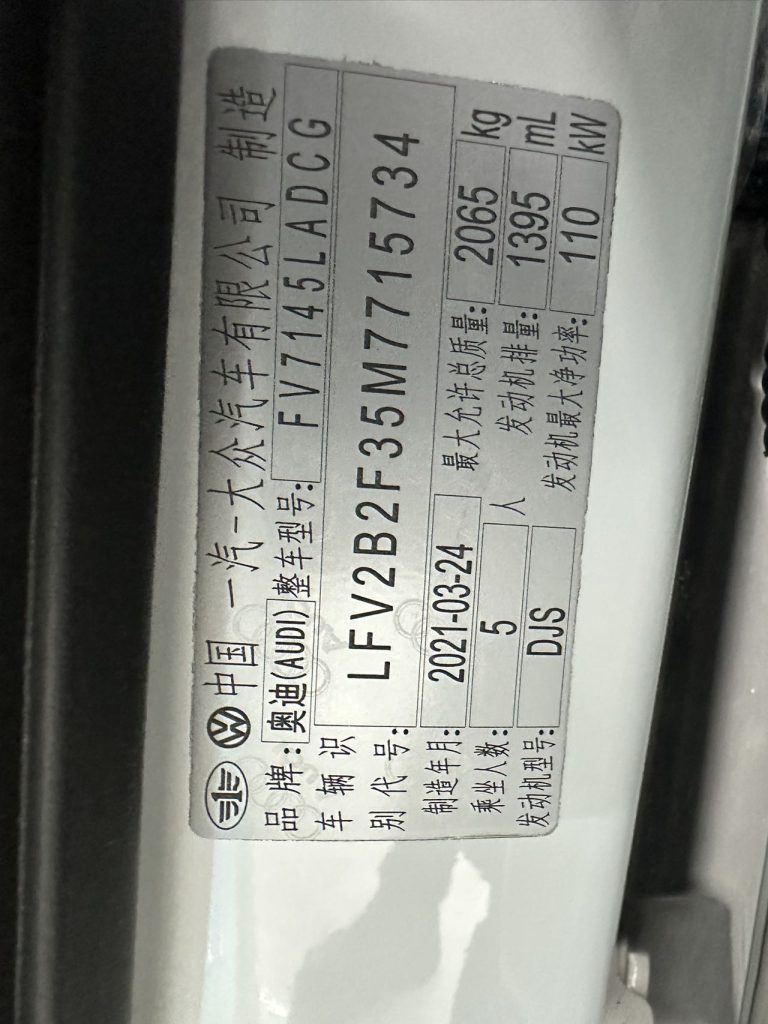 中国 一汽-大众汽车有限公司 制造
品牌: 奥迪(AUDI) 整车型号: FV7145LADCG
车辆识别代号: LFV2B2F35M7715734
制造年月: 2021-03-24 最大允许总质量: 2065 kg
乘坐人数: 5 人 发动机排量: 1395 mL
发动机型号: DJS 发动机最大净功率: 110 kW